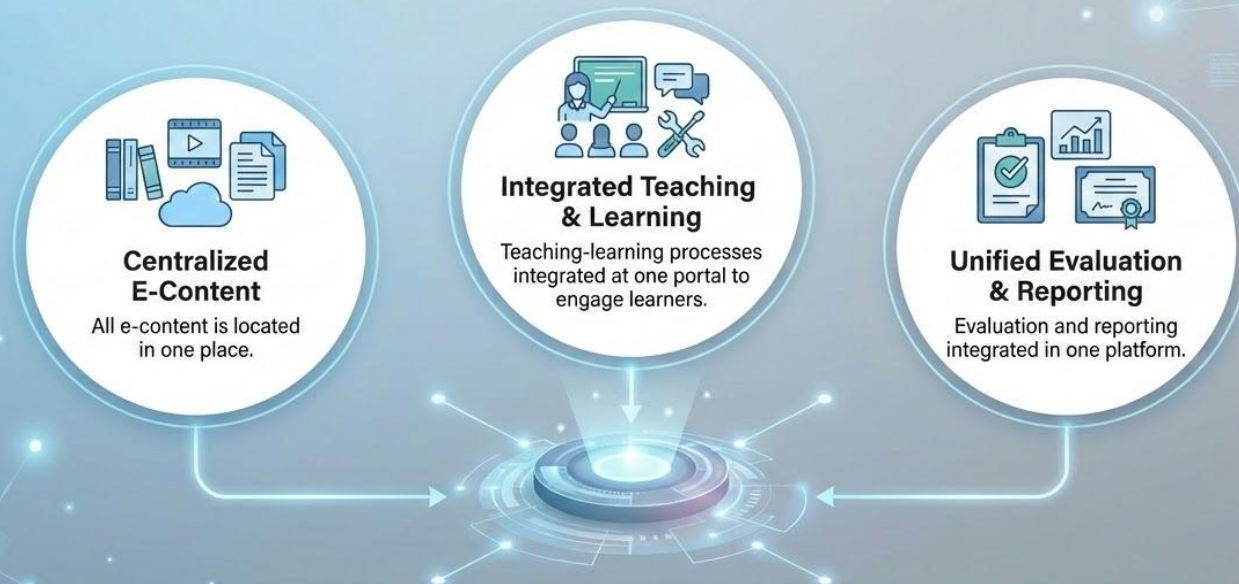 Centralized
E-Content
All e-content is located
in one place.
Integrated Teaching
& Learning
Teaching-learning processes
integrated at one portal to
engage learners.
Unified Evaluation
& Reporting
Evaluation and reporting
integrated in one platform.